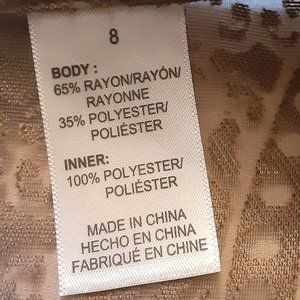 8
BODY :
65% RAYON/RAYÓN/
RAYONNE
35% POLYESTER/
POLIÉSTER
INNER:
100% POLYESTER/
POLIÉSTER
MADE IN CHINA
HECHO EN CHINA
FABRIQUÉ EN CHINE